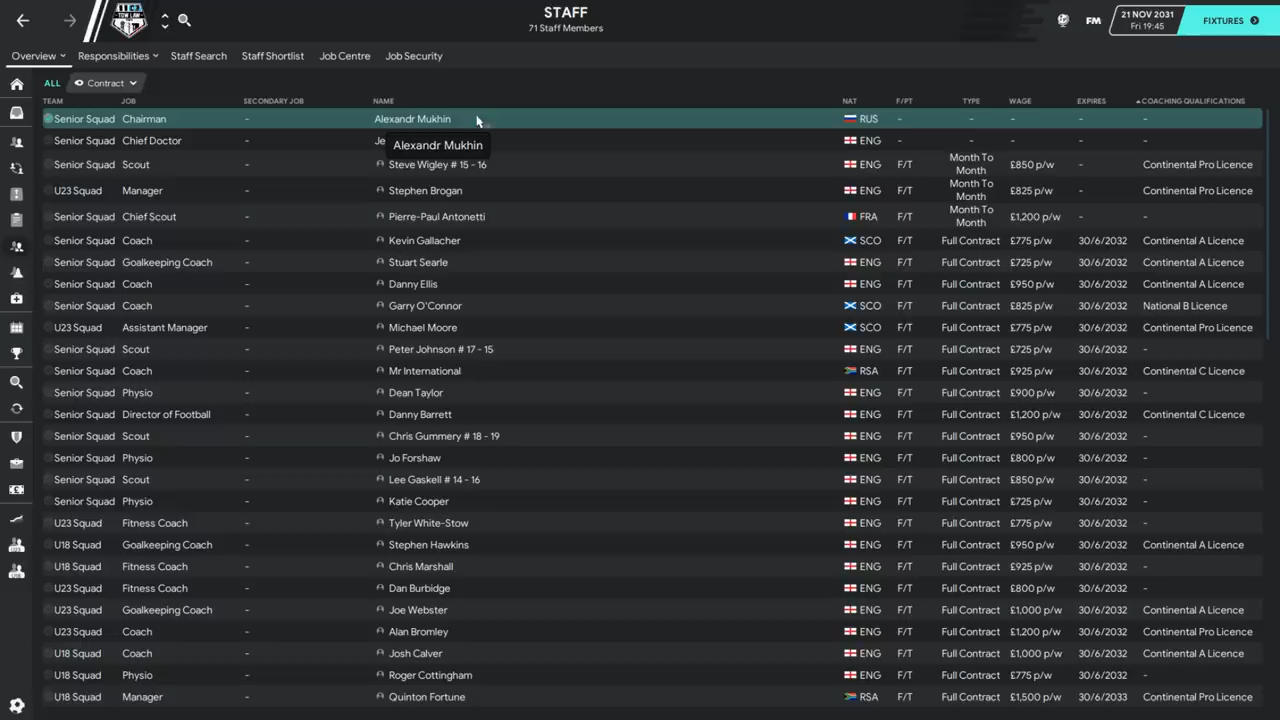 STAFF
71 Staff Members
TOW LAW
FM
21 NOV 2031
Fri 19:45
FIXTURES
Overview Responsibilities Staff Search Staff Shortlist Job Centre Job Security
ALL Contract
TEAM JOB SECONDARY JOB NAME NAT F/PT TYPE WAGE EXPIRES COACHING QUALIFICATIONS
Senior Squad Chairman - Alexandr Mukhin RUS - - - - -
Senior Squad Chief Doctor - Je ENG - - - - -
Alexandr Mukhin
Senior Squad Scout - Steve Wigley # 15 - 16 ENG F/T Month To Month £850 p/w - Continental Pro Licence
U23 Squad Manager - Stephen Brogan ENG F/T Month To Month £825 p/w - Continental Pro Licence
Senior Squad Chief Scout - Pierre-Paul Antonetti FRA F/T Month To Month £1,200 p/w - -
Senior Squad Coach - Kevin Gallacher SCO F/T Full Contract £775 p/w 30/6/2032 Continental A Licence
Senior Squad Goalkeeping Coach - Stuart Searle ENG F/T Full Contract £725 p/w 30/6/2032 Continental A Licence
Senior Squad Coach - Danny Ellis ENG F/T Full Contract £950 p/w 30/6/2032 Continental A Licence
Senior Squad Coach - Garry O'Connor SCO F/T Full Contract £825 p/w 30/6/2032 National B Licence
U23 Squad Assistant Manager - Michael Moore SCO F/T Full Contract £775 p/w 30/6/2032 Continental Pro Licence
Senior Squad Scout - Peter Johnson # 17 - 15 ENG F/T Full Contract £725 p/w 30/6/2032 -
Senior Squad Coach - Mr International RSA F/T Full Contract £925 p/w 30/6/2032 Continental C Licence
Senior Squad Physio - Dean Taylor ENG F/T Full Contract £900 p/w 30/6/2032 -
Senior Squad Director of Football - Danny Barrett ENG F/T Full Contract £1,200 p/w 30/6/2032 Continental C Licence
Senior Squad Scout - Chris Gummery # 18 - 19 ENG F/T Full Contract £950 p/w 30/6/2032 -
Senior Squad Physio - Jo Forshaw ENG F/T Full Contract £800 p/w 30/6/2032 -
Senior Squad Scout - Lee Gaskell # 14 - 16 ENG F/T Full Contract £850 p/w 30/6/2032 -
Senior Squad Physio - Katie Cooper ENG F/T Full Contract £725 p/w 30/6/2032 -
U23 Squad Fitness Coach - Tyler White-Stow ENG F/T Full Contract £775 p/w 30/6/2032 -
U18 Squad Goalkeeping Coach - Stephen Hawkins ENG F/T Full Contract £950 p/w 30/6/2032 Continental A Licence
U18 Squad Fitness Coach - Chris Marshall ENG F/T Full Contract £925 p/w 30/6/2032 -
U23 Squad Fitness Coach - Dan Burbidge ENG F/T Full Contract £800 p/w 30/6/2032 -
U23 Squad Goalkeeping Coach - Joe Webster ENG F/T Full Contract £1,000 p/w 30/6/2032 Continental A Licence
U23 Squad Coach - Alan Bromley ENG F/T Full Contract £1,200 p/w 30/6/2032 Continental Pro Licence
U18 Squad Coach - Josh Calver ENG F/T Full Contract £1,000 p/w 30/6/2032 Continental A Licence
U18 Squad Physio - Roger Cottingham ENG F/T Full Contract £775 p/w 30/6/2032 -
U18 Squad Manager - Quinton Fortune RSA F/T Full Contract £1,500 p/w 30/6/2033 Continental Pro Licence